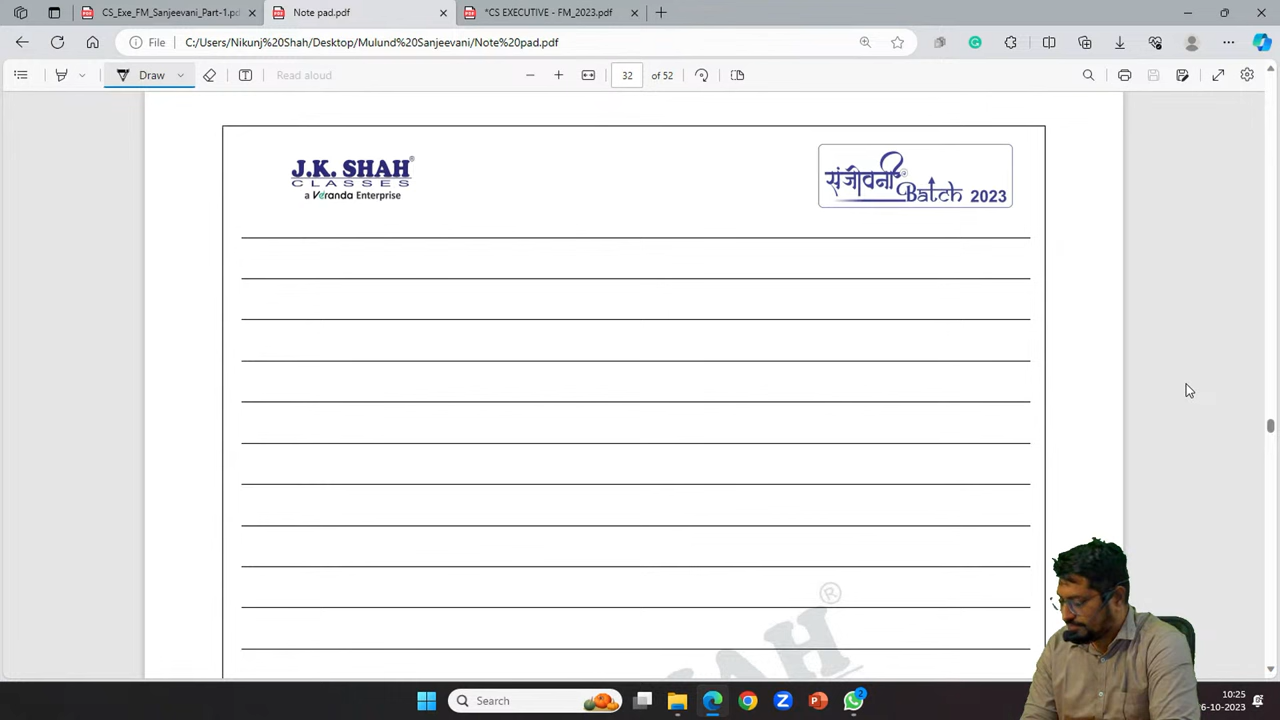 CS_Exe_FM_Sanjeevani_Part-1.pd
Note pad.pdf
*CS EXECUTIVE - FM_2023.pdf
File
C:/Users/Nikunj%20Shah/Desktop/Mulund%20Sanjeevani/Note%20pad.pdf
Draw
Read aloud
32 of 52
J.K. SHAH®
CLASSES
a Veranda Enterprise
संजीवनी®
Batch 2023
®
SHAH
Search
2
10:25
6-10-2023